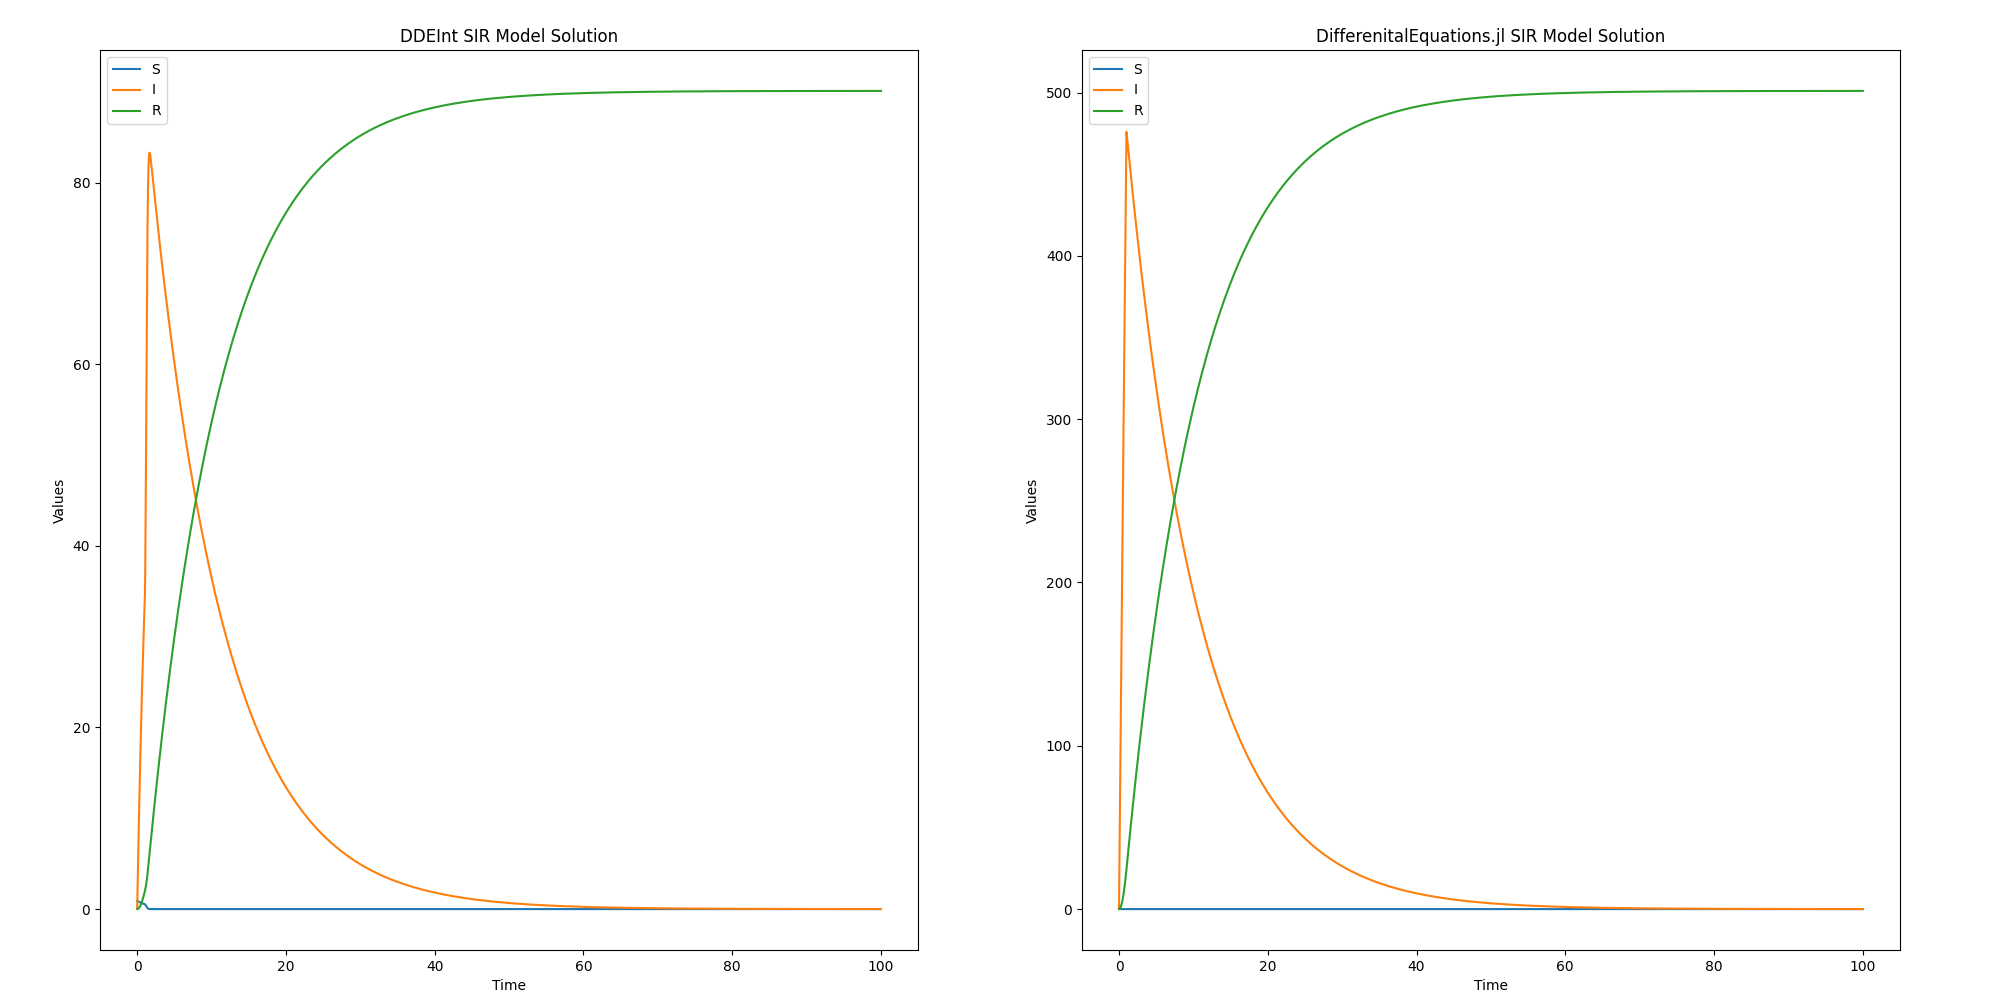 DDEInt SIR Model Solution
S
I
R
Values
80
60
40
20
0
0 20 40 60 80 100
Time
DifferenitalEquations.jl SIR Model Solution
S
I
R
Values
500
400
300
200
100
0
0 20 40 60 80 100
Time